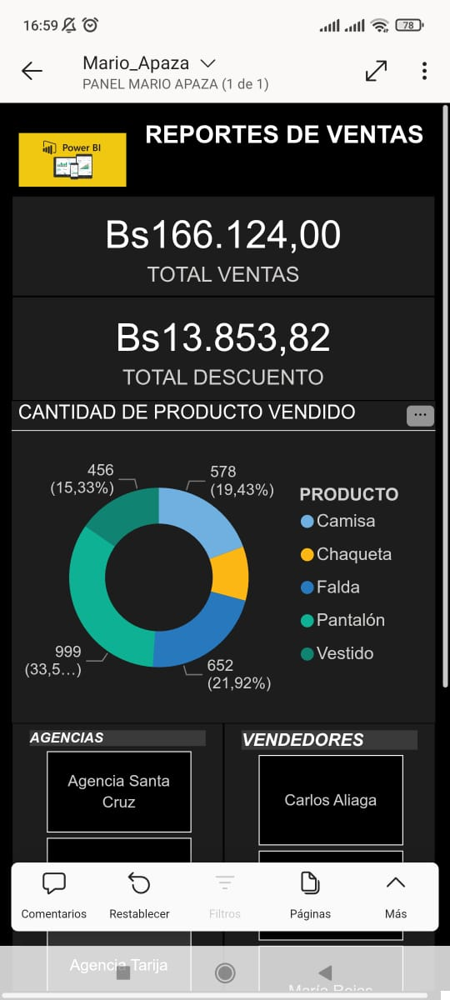 16:59
78
Mario_Apaza
PANEL MARIO APAZA (1 de 1)
Power BI
REPORTES DE VENTAS
Bs166.124,00
TOTAL VENTAS
Bs13.853,82
TOTAL DESCUENTO
CANTIDAD DE PRODUCTO VENDIDO
...
456
(15,33%)
578
(19,43%)
999
(33,5...)
652
(21,92%)
PRODUCTO
Camisa
Chaqueta
Falda
Pantalón
Vestido
AGENCIAS
Agencia Santa
Cruz
VENDEDORES
Carlos Aliaga
Comentarios
Restablecer
Filtros
Páginas
Más
Agencia Tarija
María Rojas